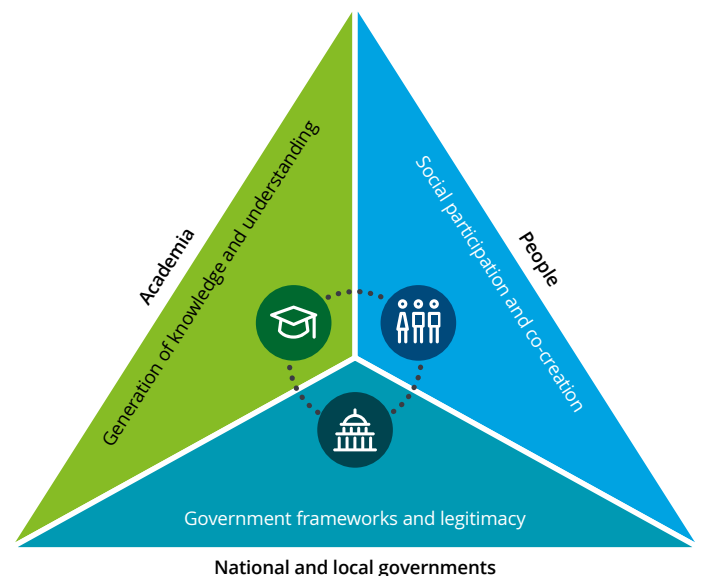 Academia
Generation of knowledge and understanding
People
Social participation and co-creation
Government frameworks and legitimacy
National and local governments